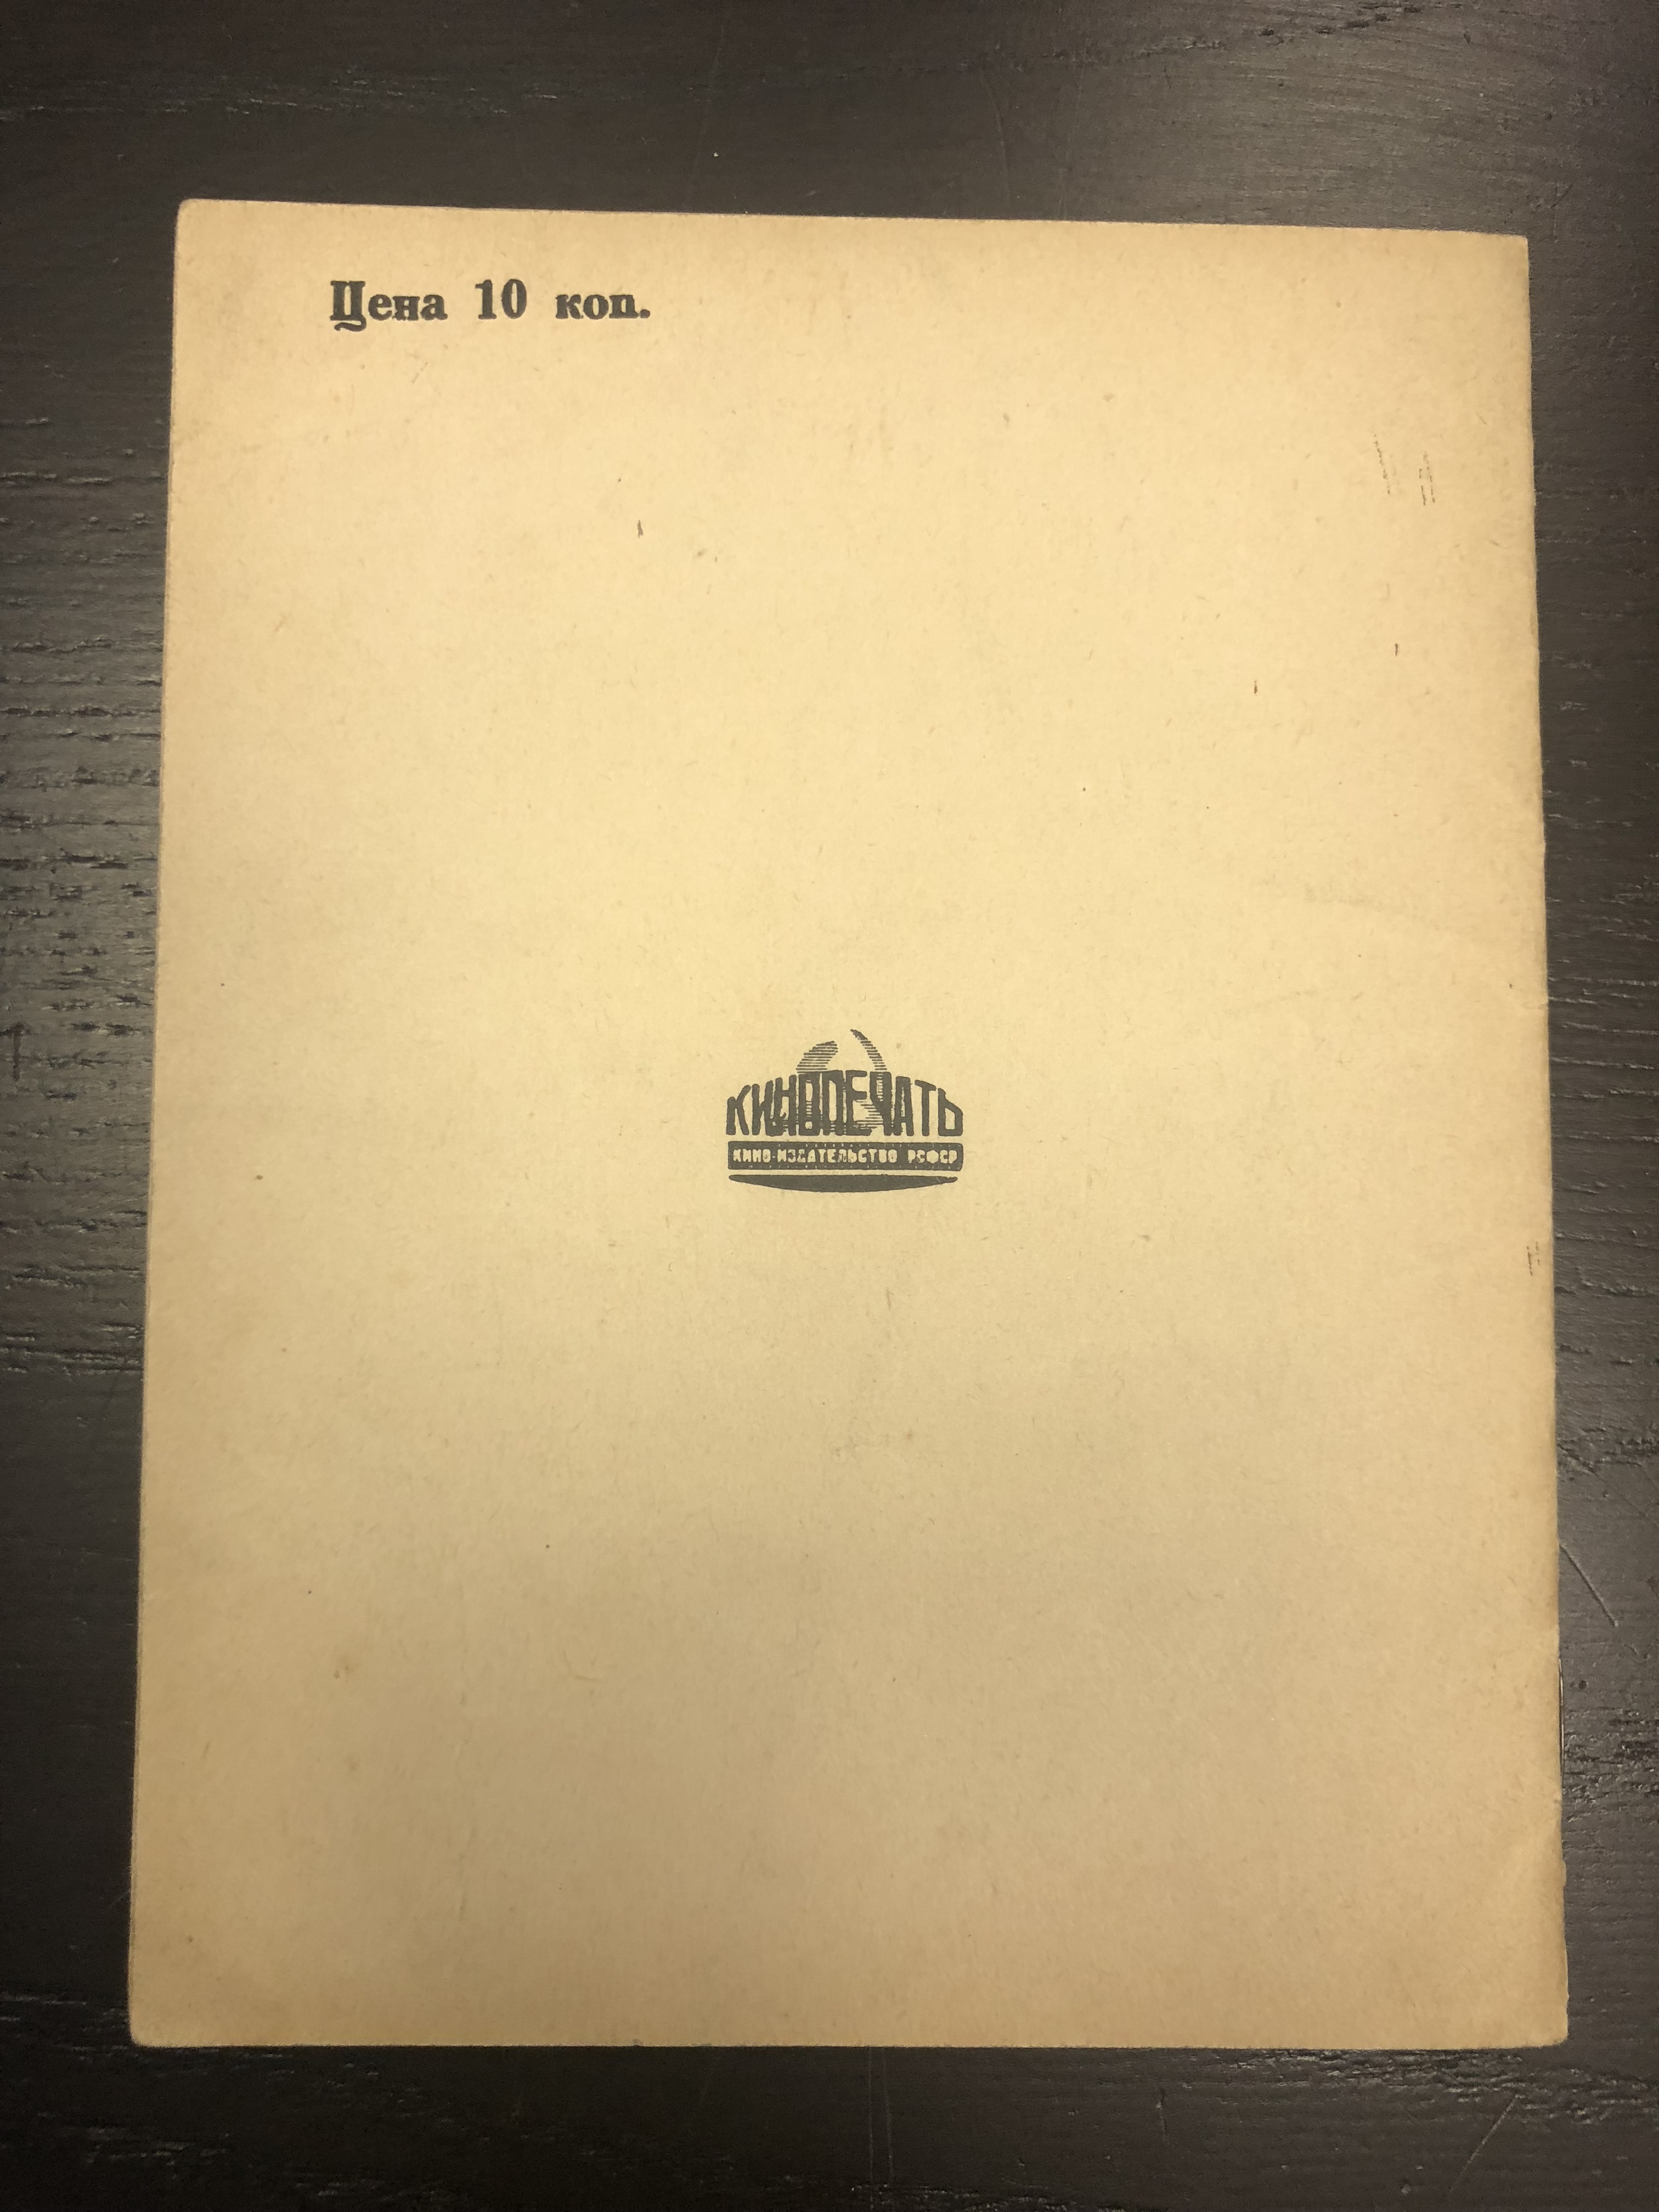 Цена 10 коп.
КИНОПЕЧАТЬ
КИНО-ИЗДАТЕЛЬСТВО РСФСР